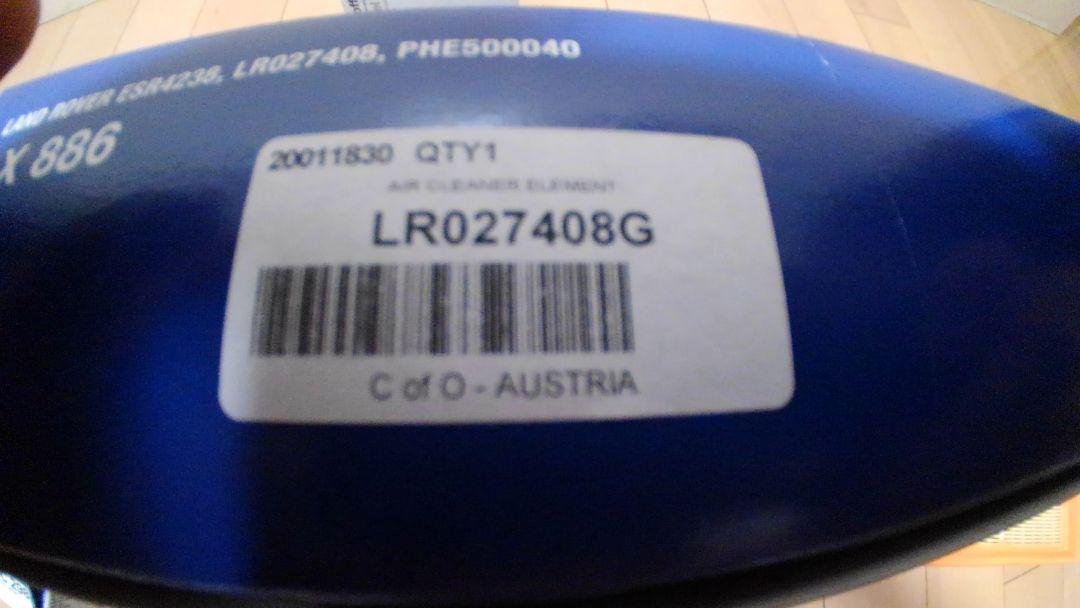 LAND ROVER ESR4238, LR027408, PHE500040
X 886
20011830 QTY1
AIR CLEANER ELEMENT
LR027408G
C of O - AUSTRIA